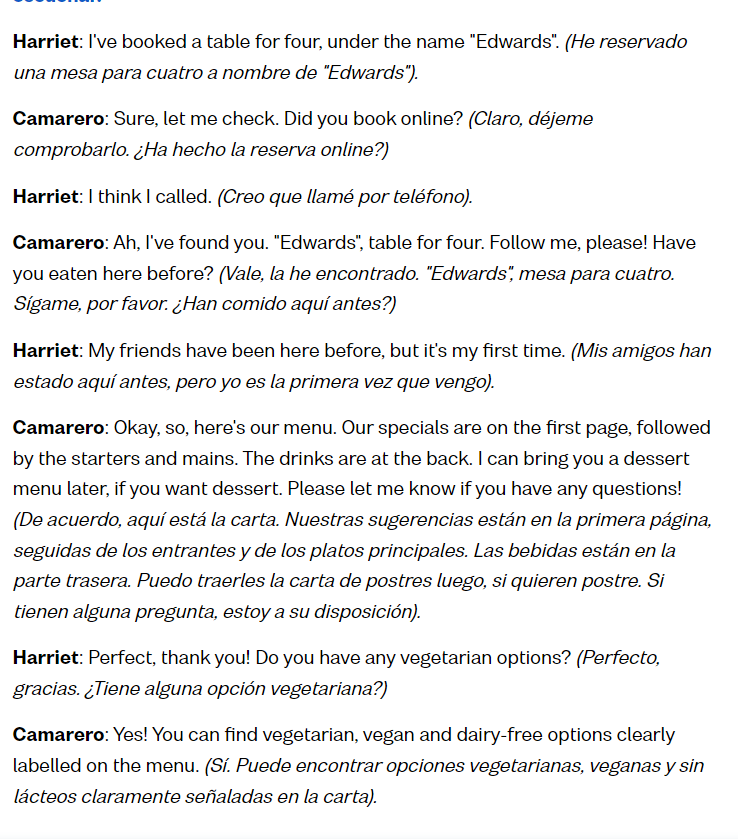 escuchar.
Harriet: I've booked a table for four, under the name "Edwards". (He reservado
una mesa para cuatro a nombre de "Edwards").
Camarero: Sure, let me check. Did you book online? (Claro, déjeme
comprobarlo. ¿Ha hecho la reserva online?)
Harriet: I think I called. (Creo que llamé por teléfono).
Camarero: Ah, I've found you. "Edwards", table for four. Follow me, please! Have
you eaten here before? (Vale, la he encontrado. "Edwards", mesa para cuatro.
Sígame, por favor. ¿Han comido aquí antes?)
Harriet: My friends have been here before, but it's my first time. (Mis amigos han
estado aquí antes, pero yo es la primera vez que vengo).
Camarero: Okay, so, here's our menu. Our specials are on the first page, followed
by the starters and mains. The drinks are at the back. I can bring you a dessert
menu later, if you want dessert. Please let me know if you have any questions!
(De acuerdo, aquí está la carta. Nuestras sugerencias están en la primera página,
seguidas de los entrantes y de los platos principales. Las bebidas están en la
parte trasera. Puedo traerles la carta de postres luego, si quieren postre. Si
tienen alguna pregunta, estoy a su disposición).
Harriet: Perfect, thank you! Do you have any vegetarian options? (Perfecto,
gracias. ¿Tiene alguna opción vegetariana?)
Camarero: Yes! You can find vegetarian, vegan and dairy-free options clearly
labelled on the menu. (Sí. Puede encontrar opciones vegetarianas, veganas y sin
lácteos claramente señaladas en la carta).